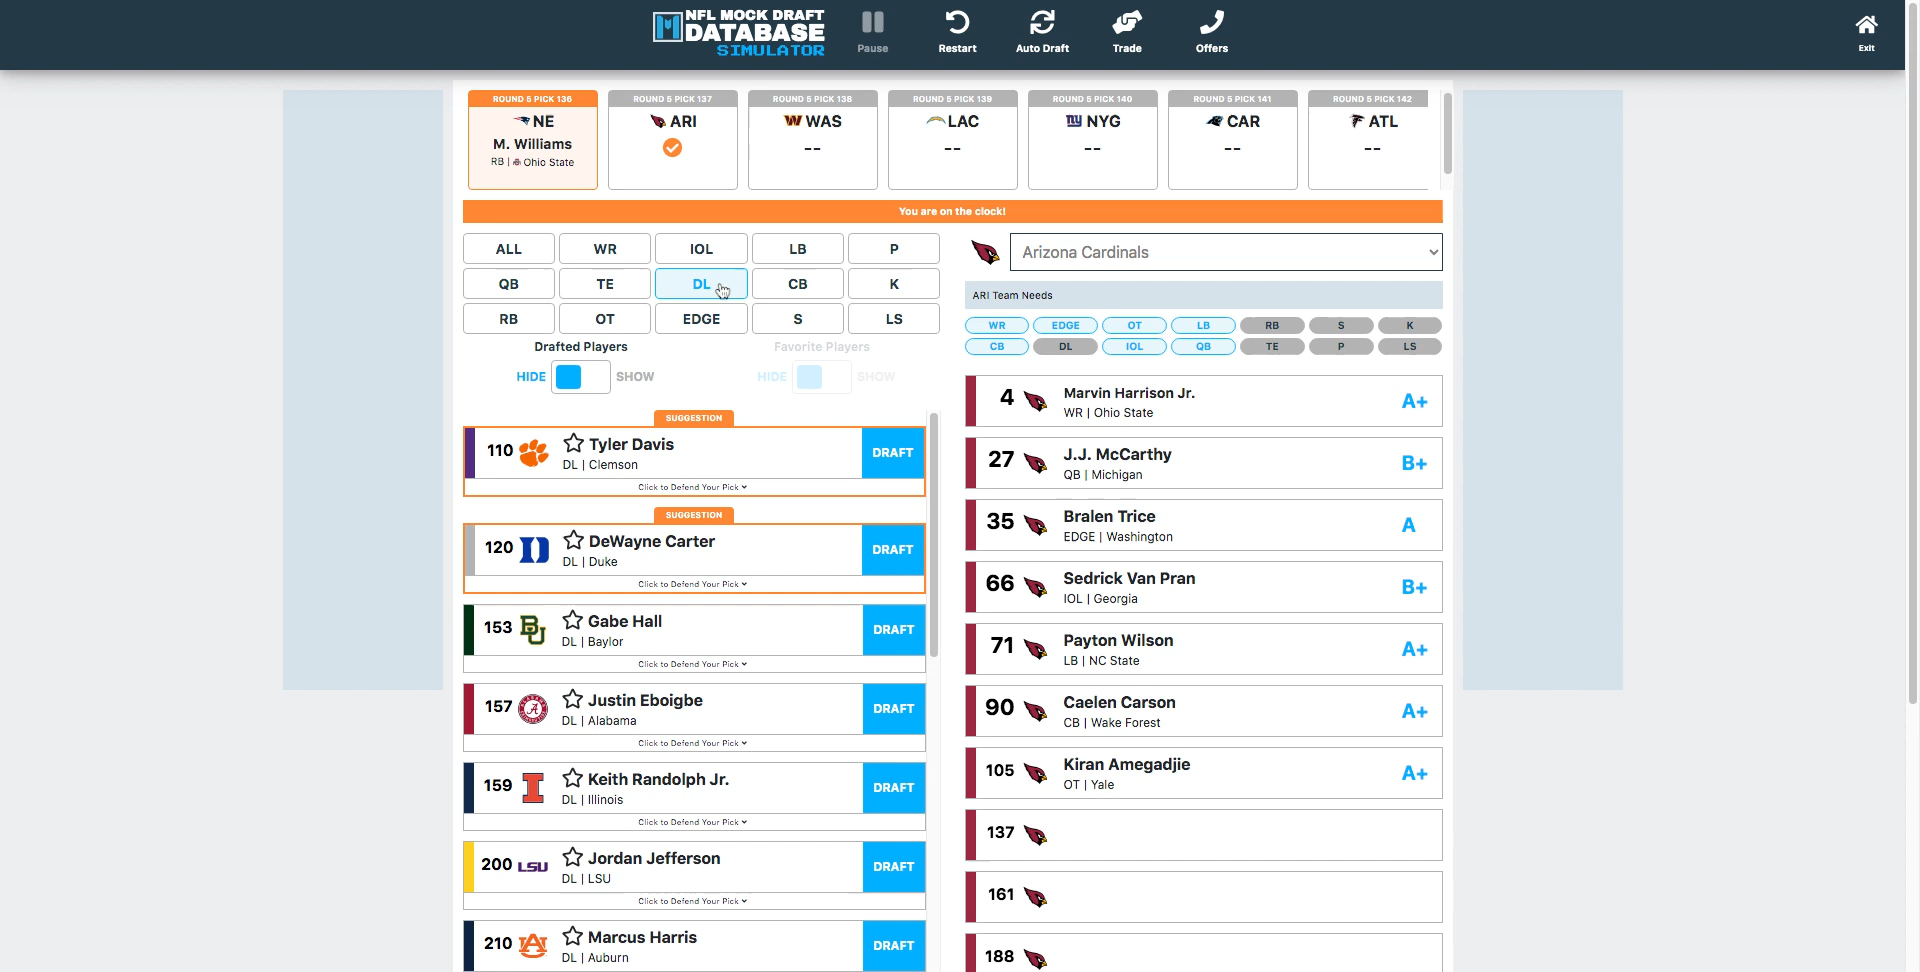 NFL MOCK DRAFT
DATABASE
SIMULATOR
Pause
Restart
Auto Draft
Trade
Offers
Exit
ROUND 5 PICK 136
NE
M. Williams
RB | Ohio State
ROUND 5 PICK 137
ARI
ROUND 5 PICK 138
WAS
--
ROUND 5 PICK 139
LAC
--
ROUND 5 PICK 140
NYG
--
ROUND 5 PICK 141
CAR
--
ROUND 5 PICK 142
ATL
--
You are on the clock!
ALL WR IOL LB P
QB TE DL CB K
RB OT EDGE S LS
Drafted Players
HIDE SHOW
Favorite Players
HIDE SHOW
SUGGESTION
110 Tyler Davis
DL | Clemson
DRAFT
Click to Defend Your Pick
SUGGESTION
120 DeWayne Carter
DL | Duke
DRAFT
Click to Defend Your Pick
153 Gabe Hall
DL | Baylor
DRAFT
Click to Defend Your Pick
157 Justin Eboigbe
DL | Alabama
DRAFT
Click to Defend Your Pick
159 Keith Randolph Jr.
DL | Illinois
DRAFT
Click to Defend Your Pick
200 LSU Jordan Jefferson
DL | LSU
DRAFT
Click to Defend Your Pick
210 Marcus Harris
DL | Auburn
DRAFT
Arizona Cardinals
ARI Team Needs
WR EDGE OT LB RB S K
CB DL IOL QB TE P LS
4 Marvin Harrison Jr.
WR | Ohio State
A+
27 J.J. McCarthy
QB | Michigan
B+
35 Bralen Trice
EDGE | Washington
A
66 Sedrick Van Pran
IOL | Georgia
B+
71 Payton Wilson
LB | NC State
A+
90 Caelen Carson
CB | Wake Forest
A+
105 Kiran Amegadjie
OT | Yale
A+
137
161
188